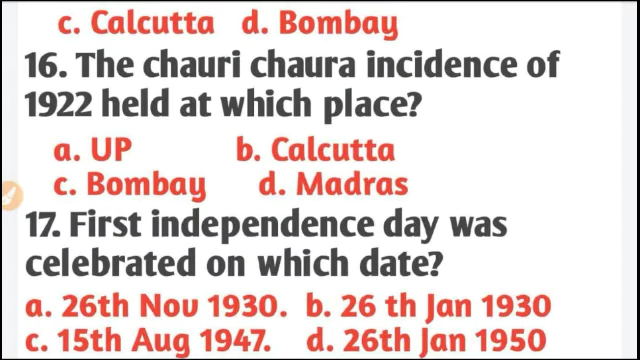 c. Calcutta d. Bombay
16. The chauri chaura incidence of
1922 held at which place?
a. UP b. Calcutta
c. Bombay d. Madras
17. First independence day was
celebrated on which date?
a. 26th Nov 1930. b. 26 th Jan 1930
c. 15th Aug 1947. d. 26th Jan 1950